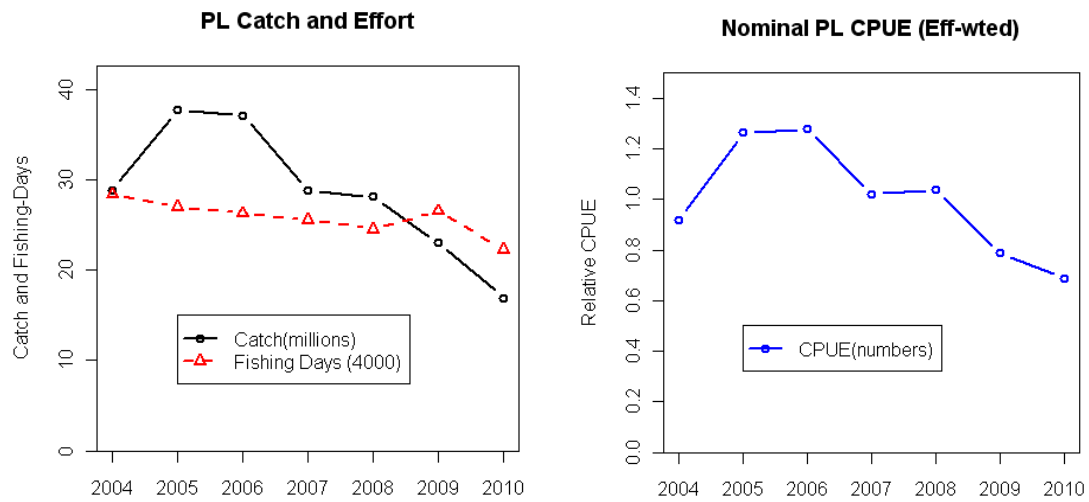 PL Catch and Effort
Catch and Fishing-Days
40
30
20
10
0
Catch(millions)
Fishing Days (4000)
2004 2005 2006 2007 2008 2009 2010
Nominal PL CPUE (Eff-wted)
Relative CPUE
1.4
1.2
1.0
0.8
0.6
0.4
0.2
0.0
CPUE(numbers)
2004 2005 2006 2007 2008 2009 2010